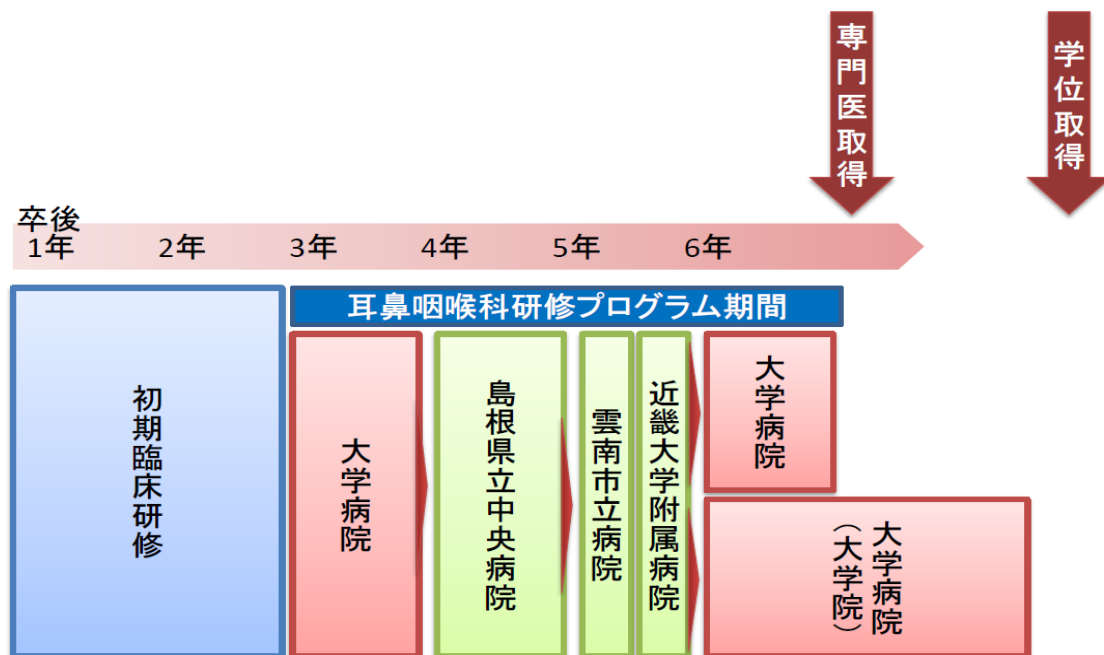 専門医取得
学位取得
卒後
1年 2年 3年 4年 5年 6年
耳鼻咽喉科研修プログラム期間
初期臨床研修
大学病院
島根県立中央病院
雲南市立病院
近畿大学附属病院
大学病院
大学病院
（大学院）